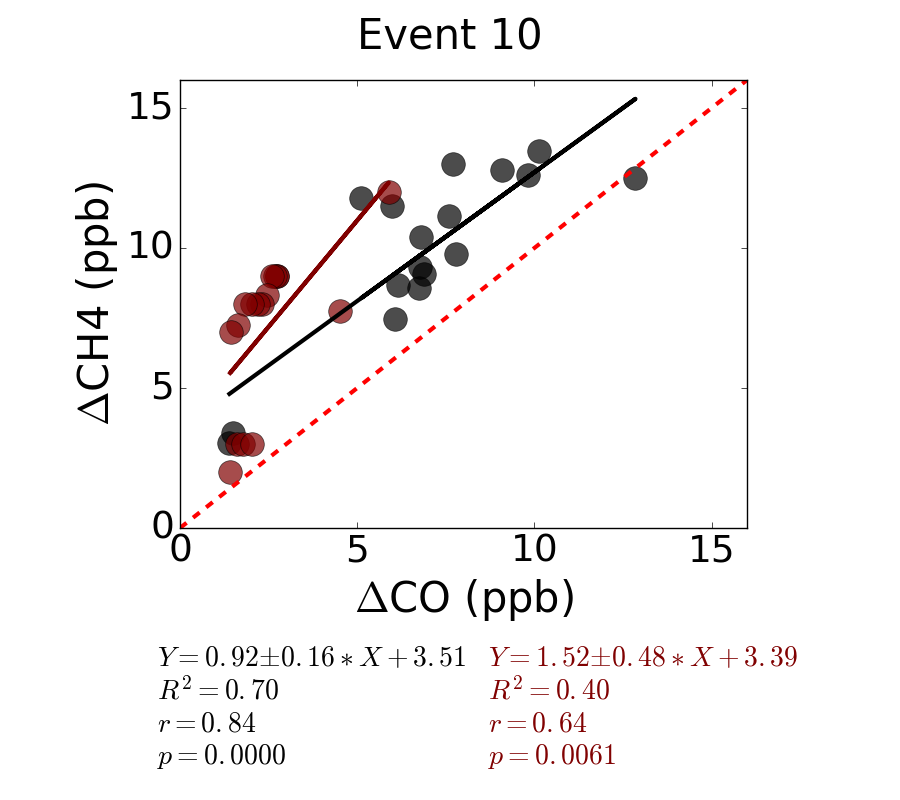 Event 10
15
10
5
0
ΔCH4 (ppb)
0 5 10 15
ΔCO (ppb)
Y=0.92±0.16∗X+3.51 Y=1.52±0.48∗X+3.39
R²=0.70 R²=0.40
r=0.84 r=0.64
p=0.0000 p=0.0061